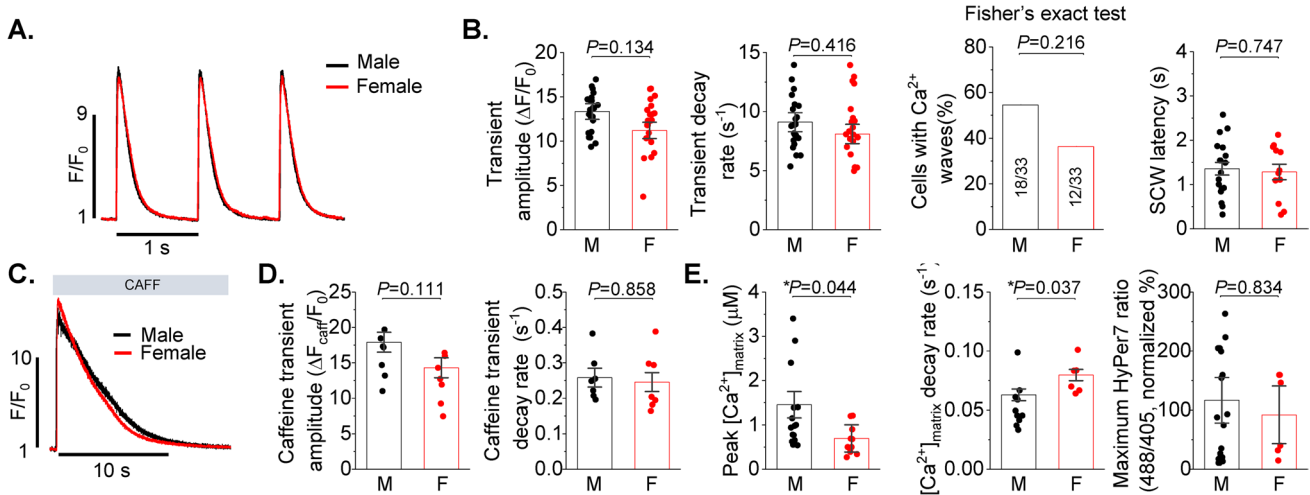 A.
Male
Female
9
F/F0
1
1 s
B.
Fisher's exact test
P=0.134
Transient
amplitude (ΔF/F0)
20
15
10
5
0
M F
P=0.416
Transient decay
rate (s-1)
15
10
5
0
M F
P=0.216
Cells with Ca2+
waves(%)
80
60
40
20
0
18/33
12/33
M F
P=0.747
SCW latency (s)
4
3
2
1
0
M F
C.
CAFF
Male
Female
10
F/F0
1
10 s
D.
P=0.111
Caffeine transient
amplitude (ΔFcaff/F0)
25
20
15
10
5
0
M F
P=0.858
Caffeine transient
decay rate (s-1)
0.5
0.4
0.3
0.2
0.1
0.0
M F
E.
*P=0.044
Peak [Ca2+]matrix (μM)
4
3
2
1
0
M F
*P=0.037
[Ca2+]matrix decay rate (s-1)
0.15
0.10
0.05
0.00
M F
P=0.834
Maximum HyPer7 ratio
(488/405, normalized %)
300
200
100
0
M F